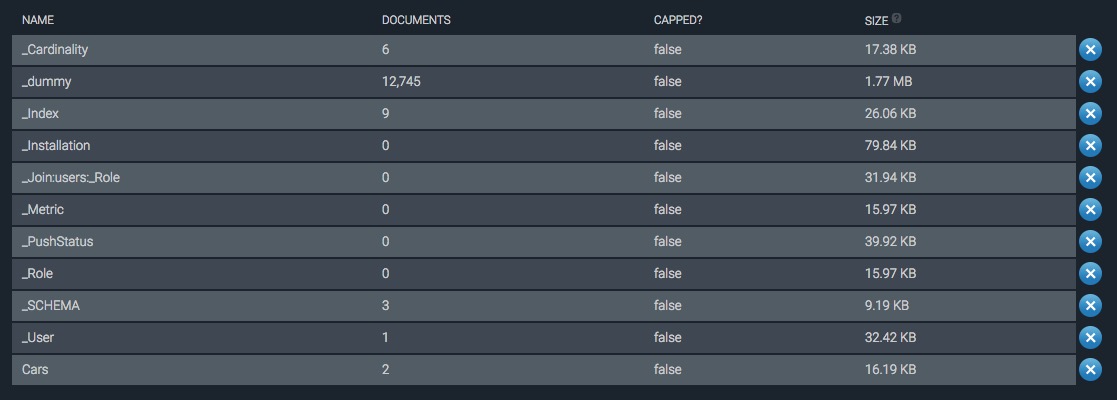 NAME DOCUMENTS CAPPED? SIZE ?
_Cardinality 6 false 17.38 KB
_dummy 12,745 false 1.77 MB
_Index 9 false 26.06 KB
_Installation 0 false 79.84 KB
_Join:users:_Role 0 false 31.94 KB
_Metric 0 false 15.97 KB
_PushStatus 0 false 39.92 KB
_Role 0 false 15.97 KB
_SCHEMA 3 false 9.19 KB
_User 1 false 32.42 KB
Cars 2 false 16.19 KB